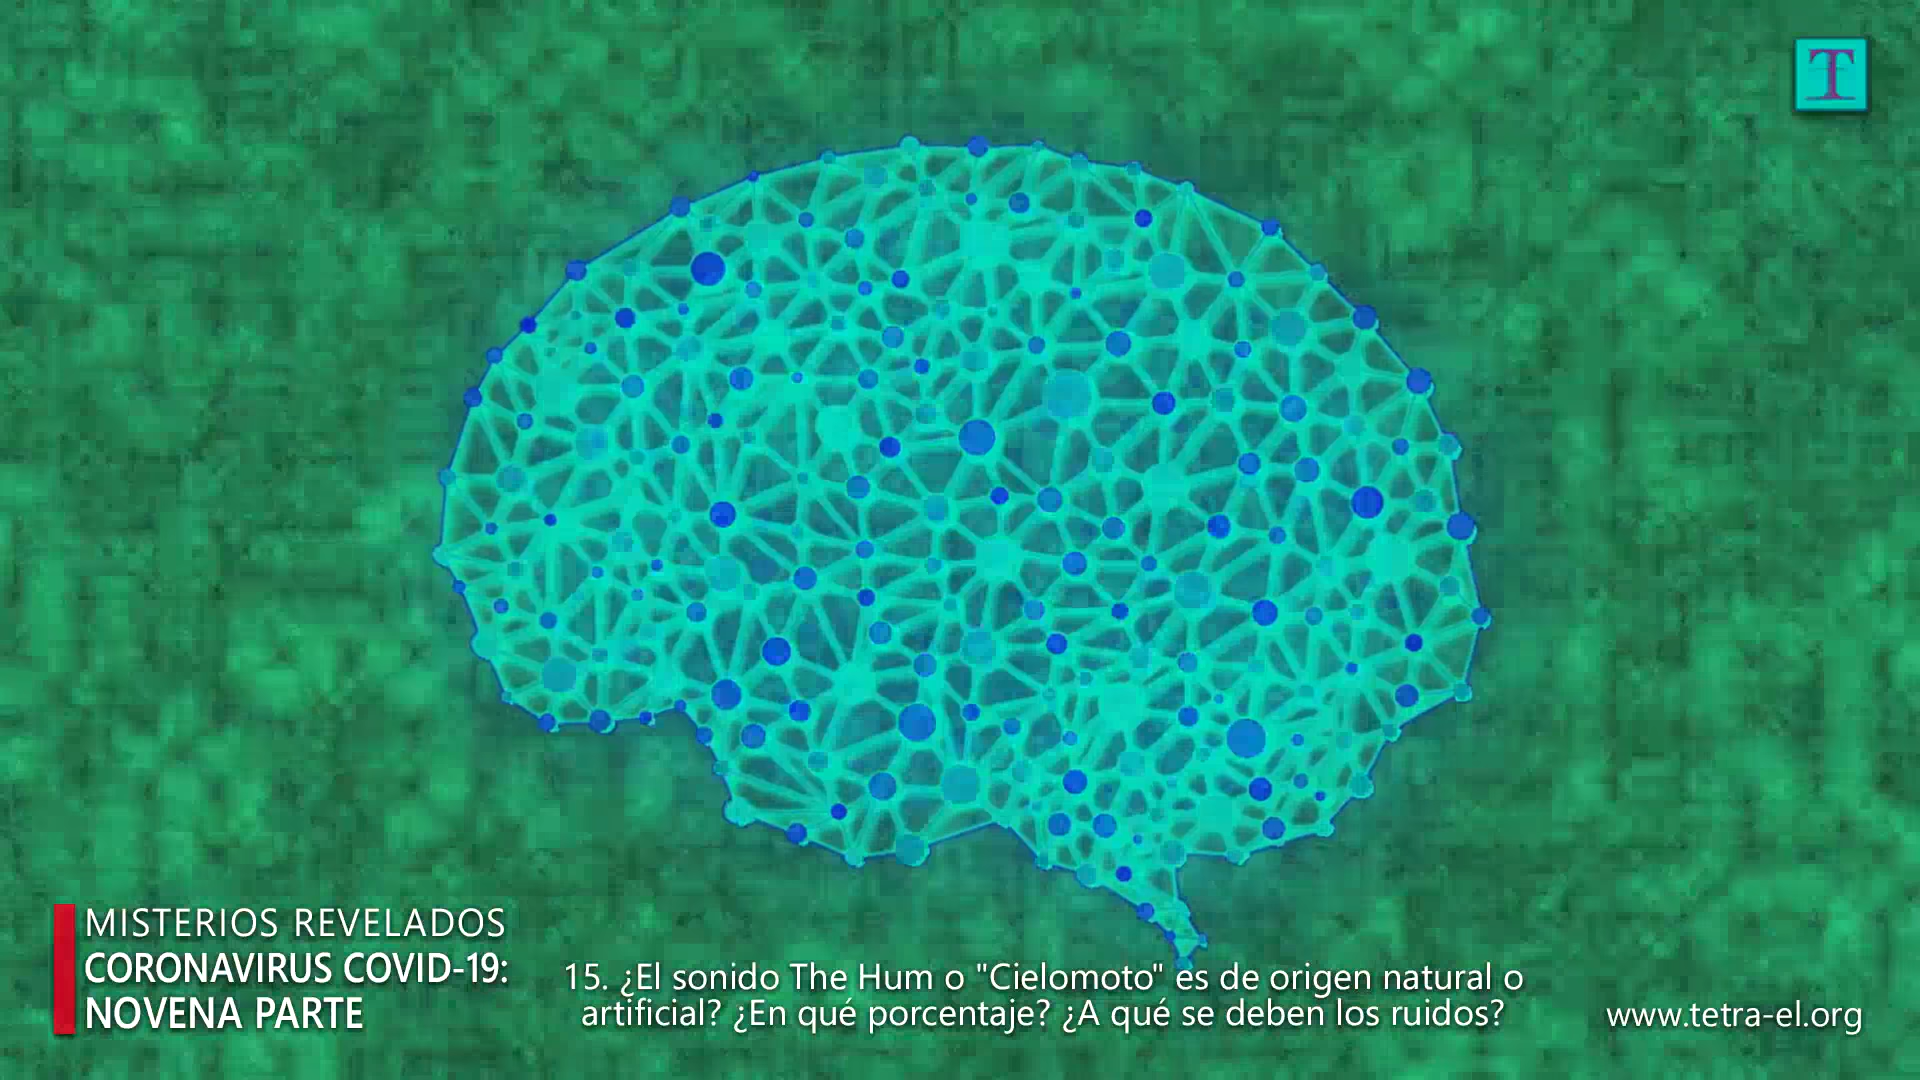 T
MISTERIOS REVELADOS
CORONAVIRUS COVID-19:
NOVENA PARTE
15. ¿El sonido The Hum o "Cielomoto" es de origen natural o
artificial? ¿En qué porcentaje? ¿A qué se deben los ruidos?
www.tetra-el.org